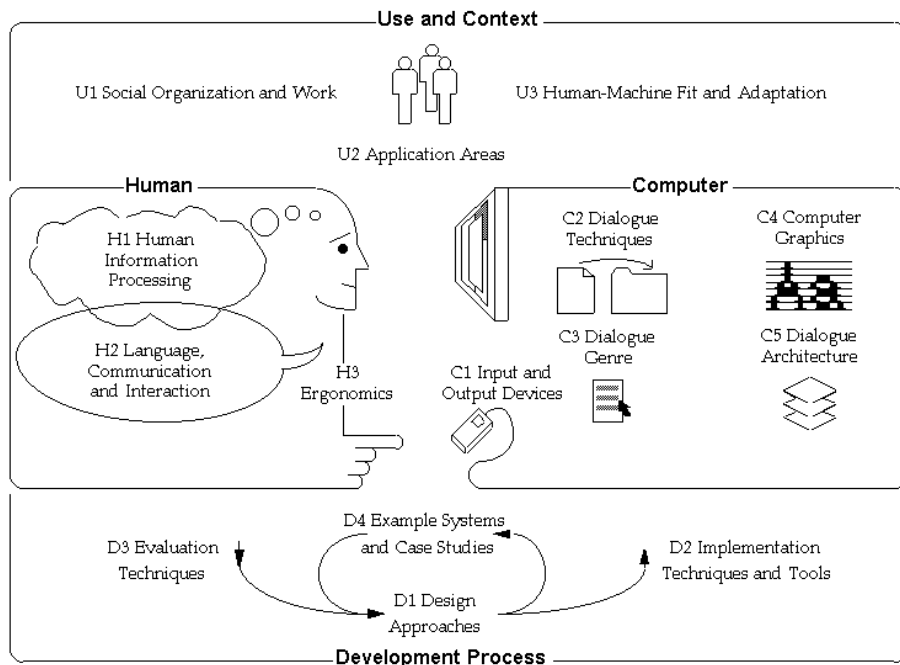 Use and Context
U1 Social Organization and Work
U3 Human-Machine Fit and Adaptation
U2 Application Areas
Human
H1 Human
Information
Processing
H2 Language,
Communication
and Interaction
H3
Ergonomics
Computer
C2 Dialogue
Techniques
C4 Computer
Graphics
C3 Dialogue
Genre
C5 Dialogue
Architecture
C1 Input and
Output Devices
D4 Example Systems
and Case Studies
D3 Evaluation
Techniques
D2 Implementation
Techniques and Tools
D1 Design
Approaches
Development Process